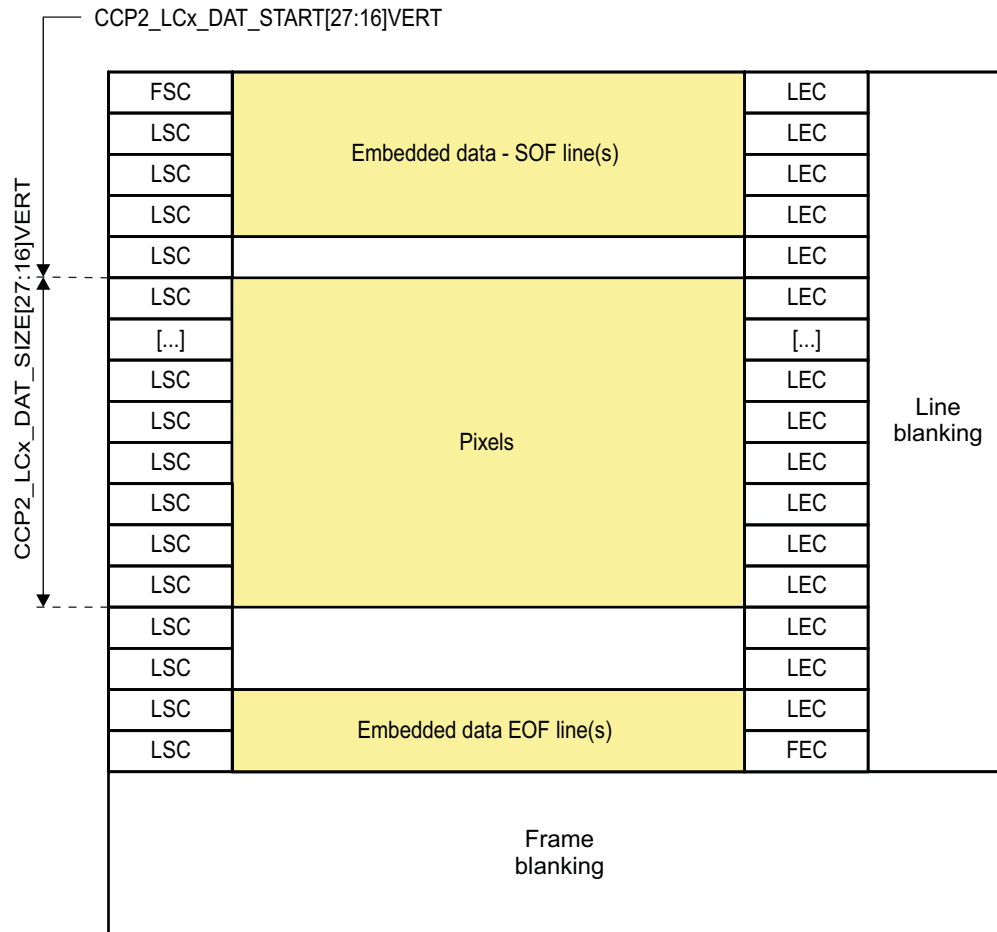 CCP2_LCx_DAT_START[27:16]VERT
CCP2_LCx_DAT_SIZE[27:16]VERT
FSC
LEC
LSC
LEC
Embedded data - SOF line(s)
LSC
LEC
LSC
LEC
LSC
LEC
LSC
LEC
[...]
[...]
LSC
LEC
LSC
LEC
Line
blanking
Pixels
LSC
LEC
LSC
LEC
LSC
LEC
LSC
LEC
LSC
LEC
LSC
LEC
LSC
LEC
Embedded data EOF line(s)
LSC
FEC
Frame
blanking